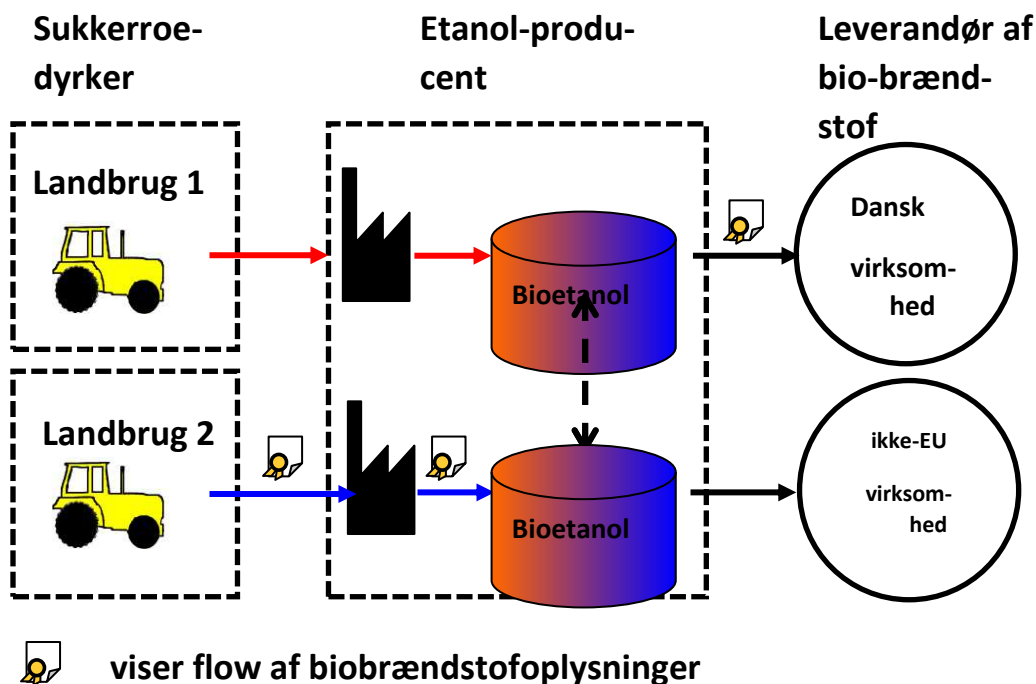 Sukkerroe-
dyrker
Etanol-produ-
cent
Leverandør af
bio-brænd-
stof
Landbrug 1
Bioetanol
Dansk
virksom-
hed
Landbrug 2
Bioetanol
ikke-EU
virksom-
hed
viser flow af biobrændstofoplysninger